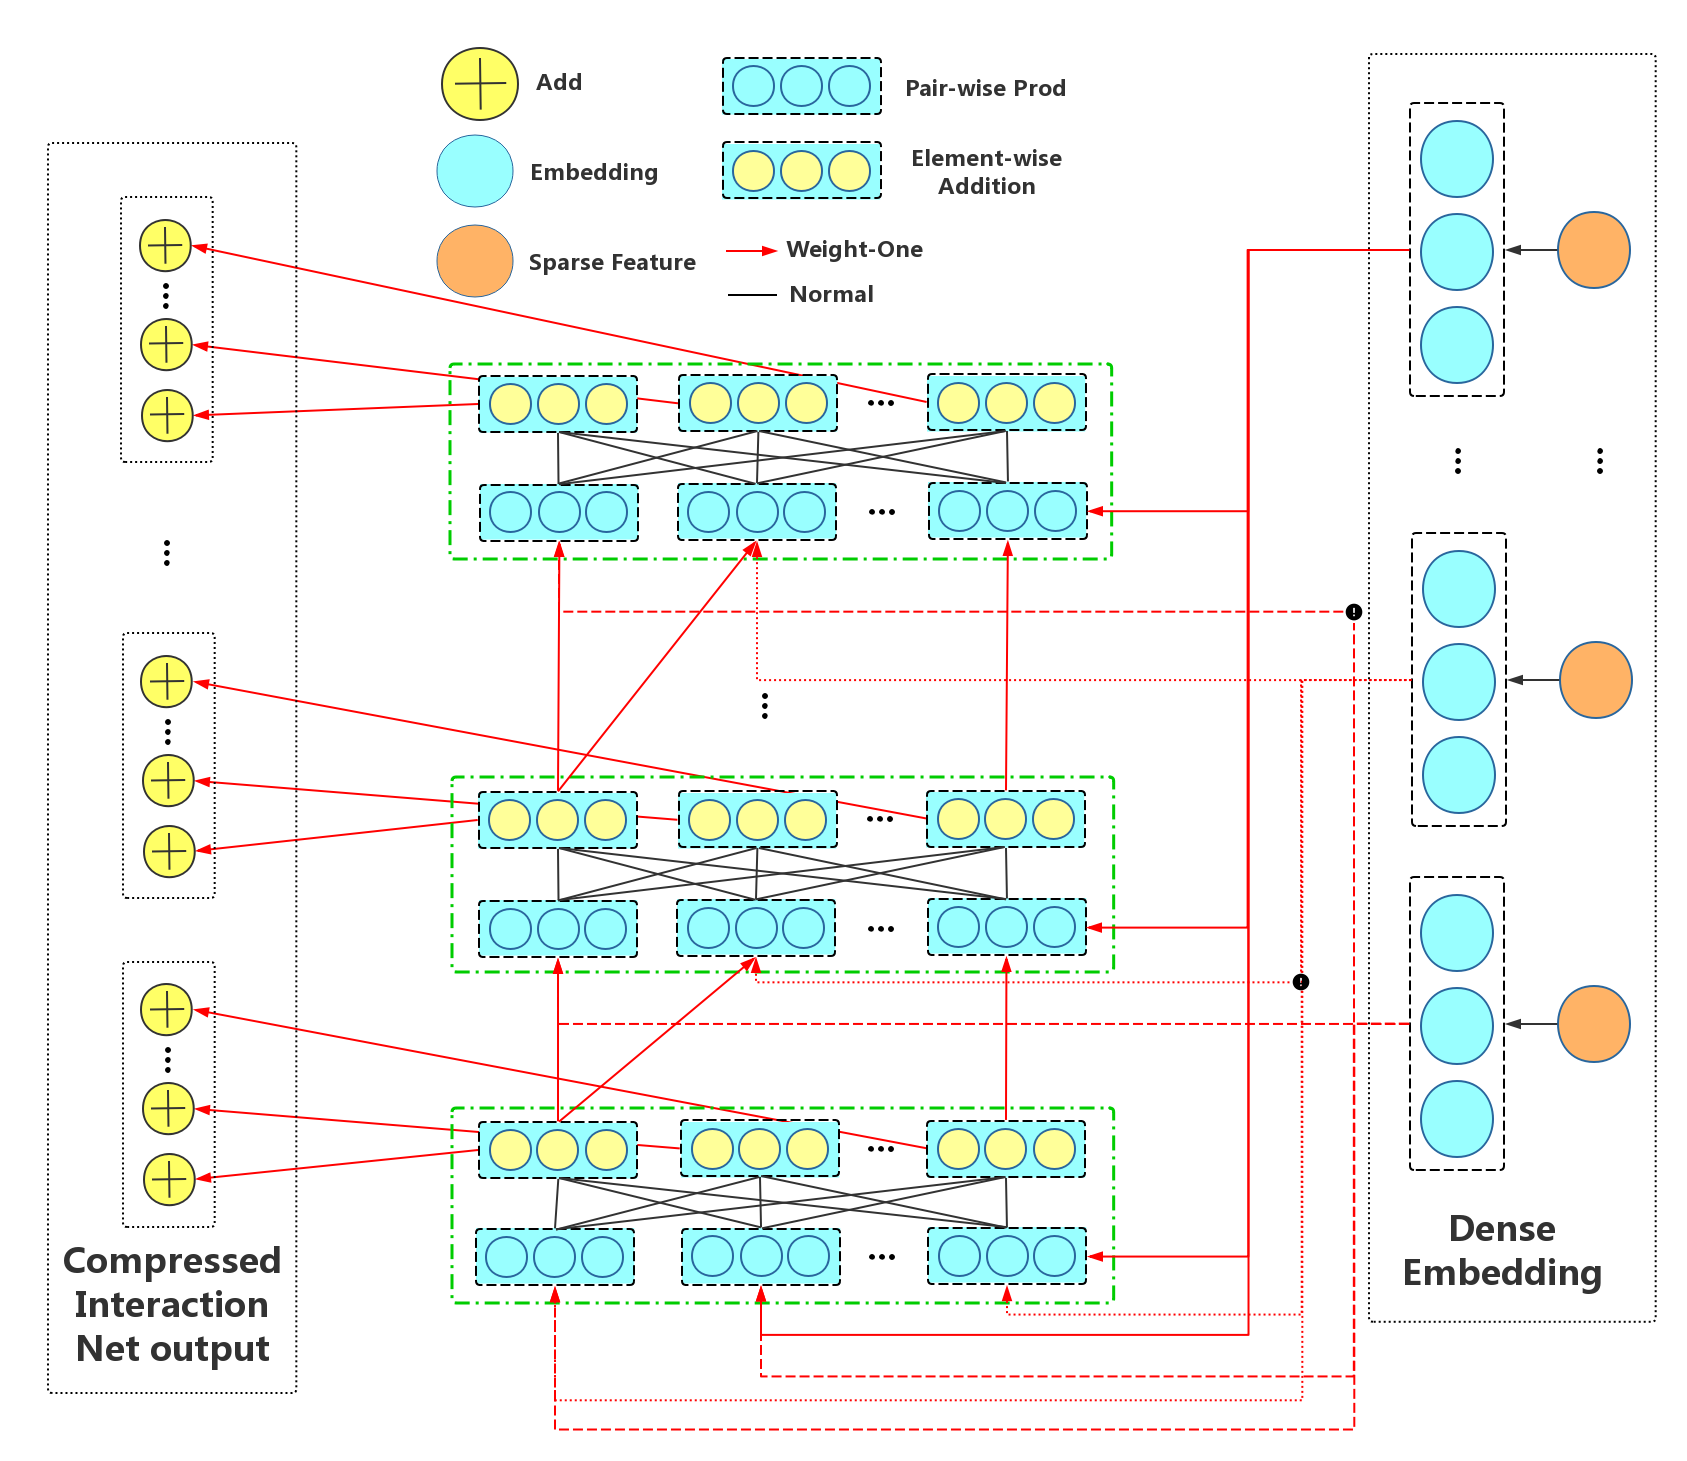 Add
Pair-wise Prod
Embedding
Element-wise
Addition
Sparse Feature
Weight-One
Normal
!
!
Compressed
Interaction
Net output
Dense
Embedding